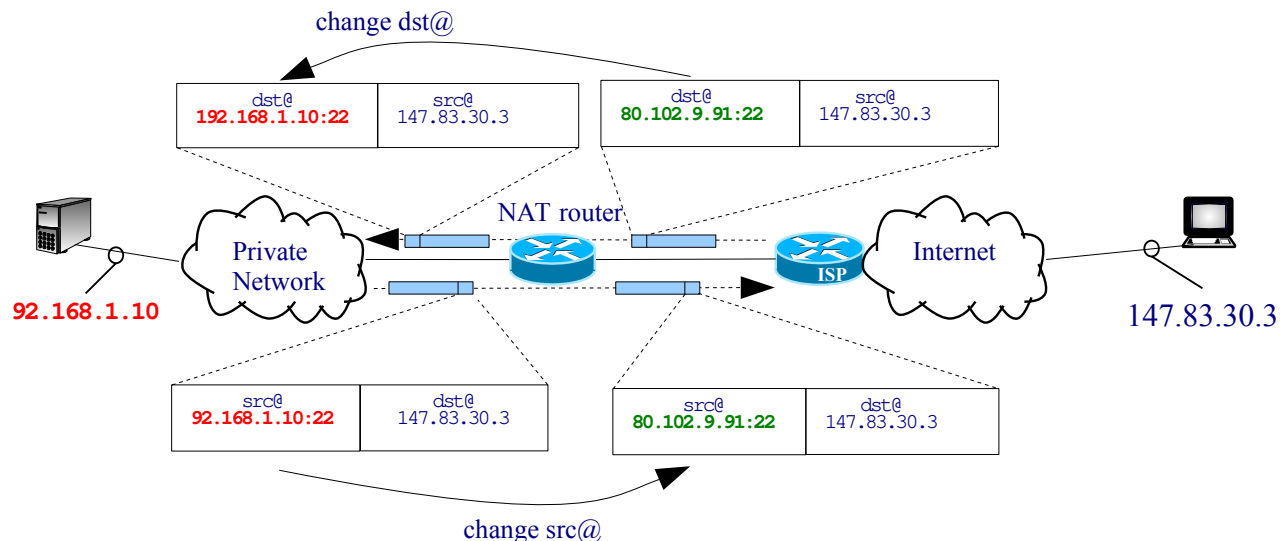 change dst@
dst@
192.168.1.10:22
src@
147.83.30.3
dst@
80.102.9.91:22
src@
147.83.30.3
NAT router
Private
Network
ISP
Internet
92.168.1.10
147.83.30.3
src@
92.168.1.10:22
dst@
147.83.30.3
src@
80.102.9.91:22
dst@
147.83.30.3
change src@